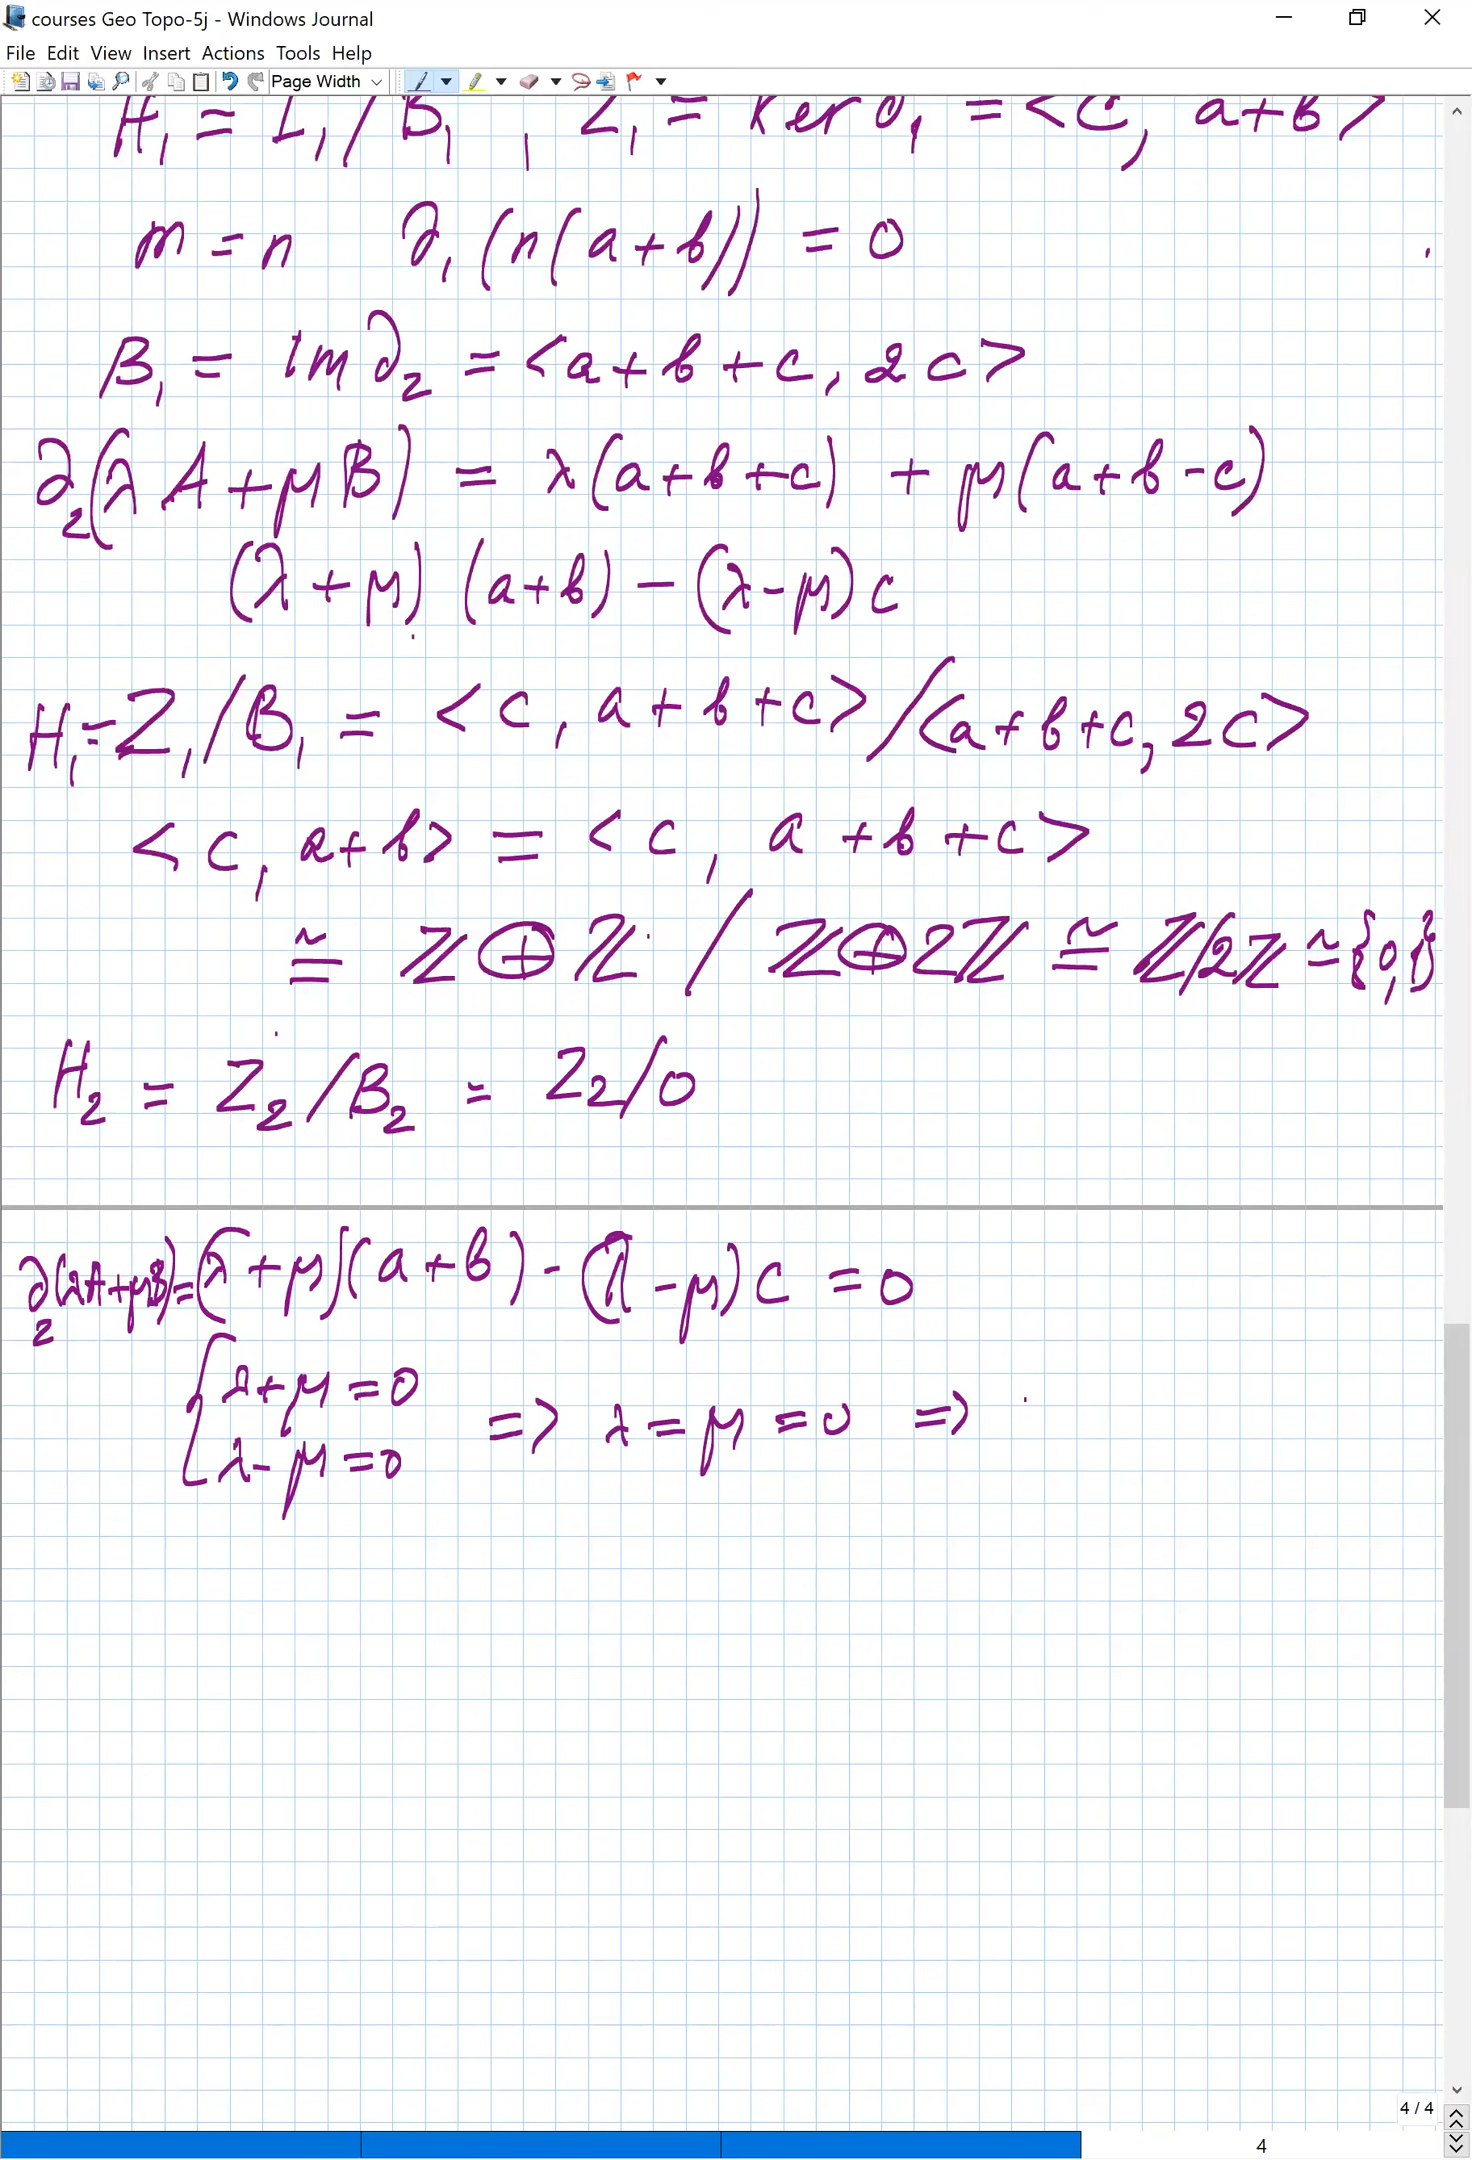 courses Geo Topo-5j - Windows Journal
File Edit View Insert Actions Tools Help
Page Width
H₁ = Z₁/B₁ , Z₁ = Ker ∂₁ = <c, a+b>
m = n ∂₁(n(a+b)) = 0
B₁ = Im ∂₂ = <a+b+c, 2c>
∂₂(λA+μB) = λ(a+b+c) + μ(a+b-c)
(λ+μ)(a+b) - (λ-μ)c
H₁ = Z₁/B₁ = <c, a+b+c>/<a+b+c, 2c>
<c, a+b> = <c, a+b+c>
≅ ℤ⊕ℤ / ℤ⊕2ℤ ≅ ℤ/2ℤ ≃ {0,1}
H₂ = Z₂/B₂ = Z₂/0
∂₂(λA+μB) = (λ+μ)(a+b) - (λ-μ)c = 0
{ λ+μ = 0
λ-μ = 0 => λ = μ = 0 =>
4 / 4
4